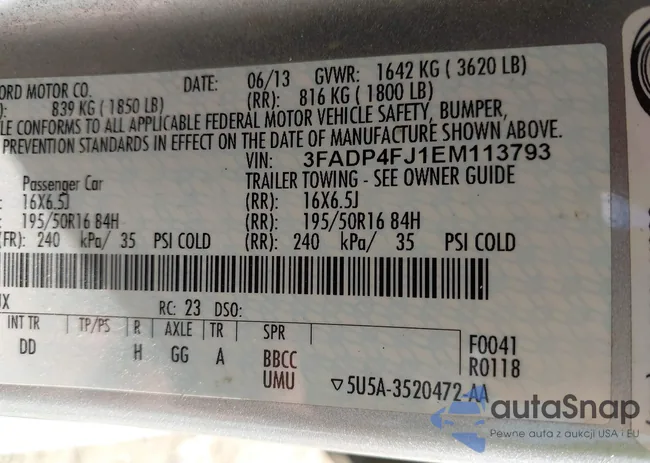 ORD MOTOR CO. DATE: 06/13 GVWR: 1642 KG ( 3620 LB)
): 839 KG ( 1850 LB) (RR): 816 KG ( 1800 LB)
LE CONFORMS TO ALL APPLICABLE FEDERAL MOTOR VEHICLE SAFETY, BUMPER,
PREVENTION STANDARDS IN EFFECT ON THE DATE OF MANUFACTURE SHOWN ABOVE.
VIN: 3FADP4FJ1EM113793
Passenger Car TRAILER TOWING - SEE OWNER GUIDE
: 16X6.5J (RR): 16X6.5J
: 195/50R16 84H (RR): 195/50R16 84H
(FR): 240 kPa/ 35 PSI COLD (RR): 240 kPa/ 35 PSI COLD
UX RC: 23 DSO:
INT TR TP/PS R AXLE TR SPR
DD H GG A BBCC F0041
UMU R0118
▽5U5A-3520472-AA
autaSnap
Pewne auta z aukcji USA i EU